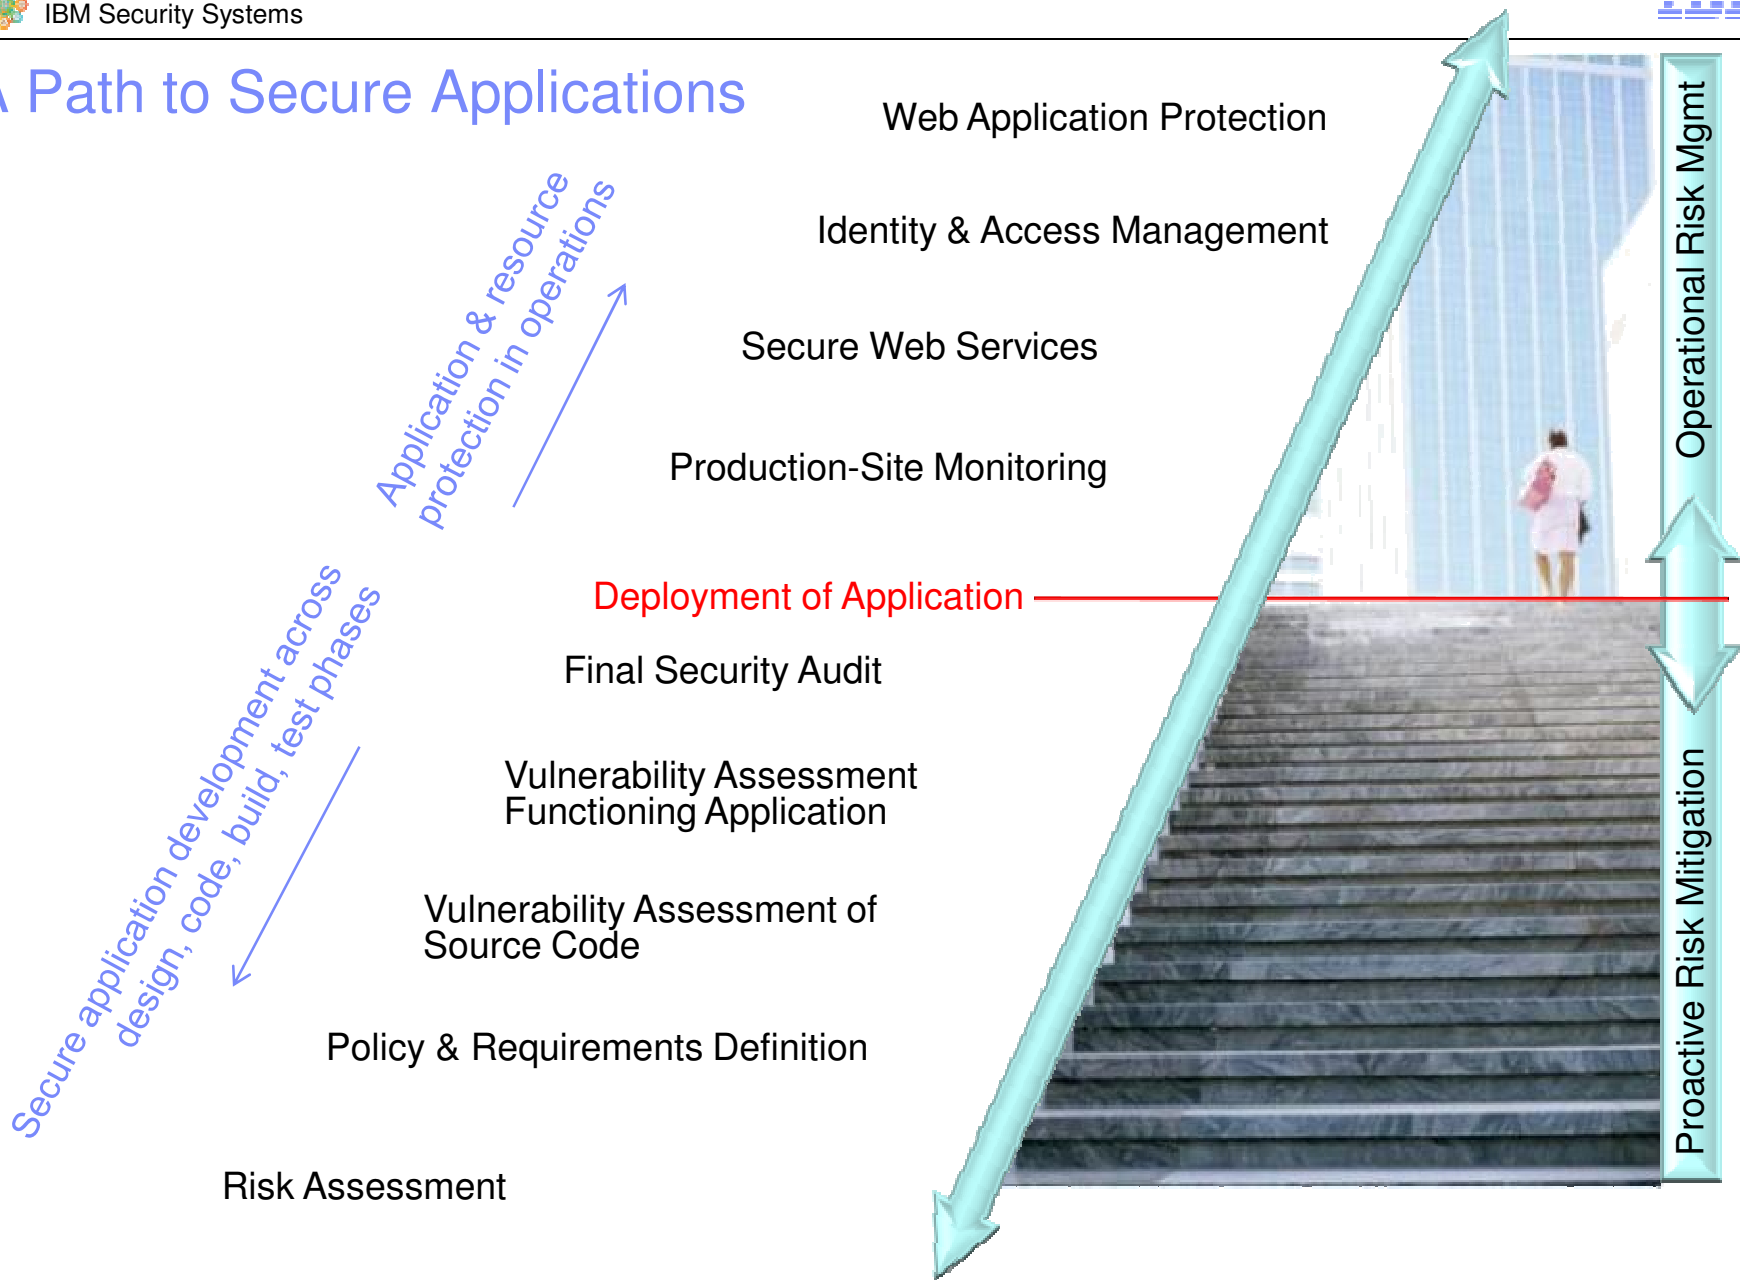 IBM Security Systems
A Path to Secure Applications
Web Application Protection
Identity & Access Management
Secure Web Services
Production-Site Monitoring
Deployment of Application
Final Security Audit
Vulnerability Assessment
Functioning Application
Vulnerability Assessment of
Source Code
Policy & Requirements Definition
Risk Assessment
Application & resource
protection in operations
Secure application development across
design, code, build, test phases
Operational Risk Mgmt
Proactive Risk Mitigation